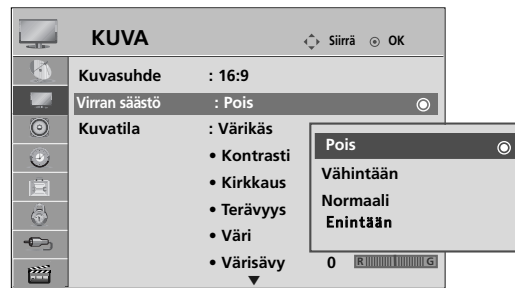 KUVA Siirrä OK
Kuvasuhde : 16:9
Virran säästö : Pois
Kuvatila : Värikäs
• Kontrasti
• Kirkkaus
• Terävyys
• Väri
• Värisävy 0 R G
Pois
Vähintään
Normaali
Enintään